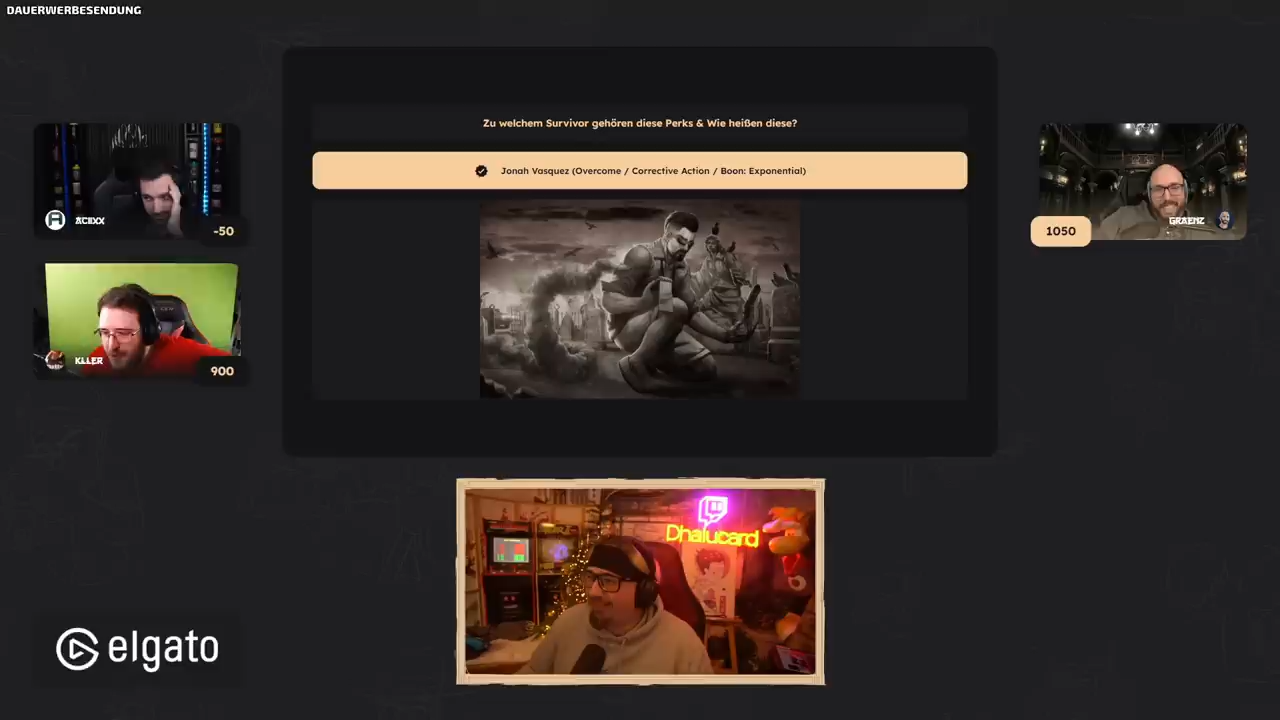 DAUERWERBESENDUNG
Zu welchem Survivor gehören diese Perks & Wie heißen diese?
Jonah Vasquez (Overcome / Corrective Action / Boon: Exponential)
ACIIXX
-50
KLLER
900
GRAENZ
1050
Dhalucard
elgato